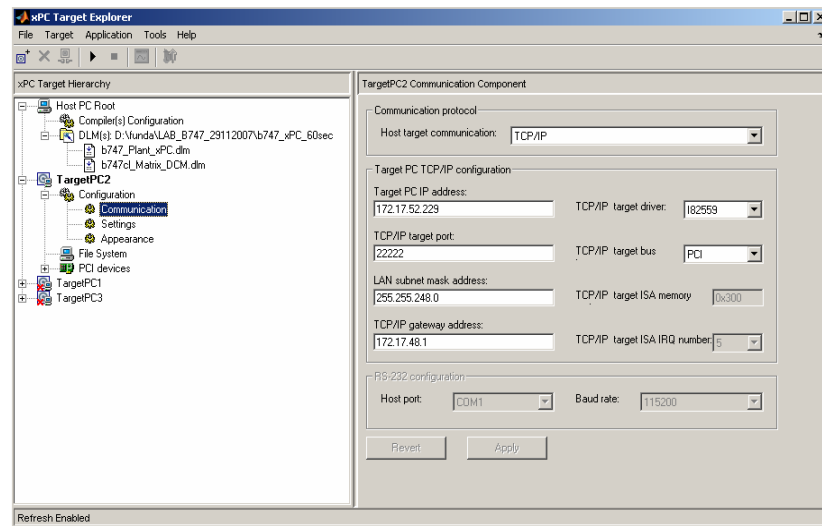 xPC Target Explorer
File Target Application Tools Help
xPC Target Hierarchy
Host PC Root
Compiler(s) Configuration
DLM(s): D:\funda\LAB_B747_29112007\b747_xPC_60sec
b747_Plant_xPC.dlm
b747cl_Matrix_DCM.dlm
TargetPC2
Configuration
Communication
Settings
Appearance
File System
PCI devices
TargetPC1
TargetPC3
TargetPC2 Communication Component
Communication protocol
Host target communication: TCP/IP
Target PC TCP/IP configuration
Target PC IP address:
172.17.52.229 TCP/IP target driver: I82559
TCP/IP target port:
22222 TCP/IP target bus PCI
LAN subnet mask address:
255.255.248.0 TCP/IP target ISA memory 0x300
TCP/IP gateway address:
172.17.48.1 TCP/IP target ISA IRQ number: 5
RS-232 configuration
Host port: COM1 Baud rate: 115200
Revert Apply
Refresh Enabled